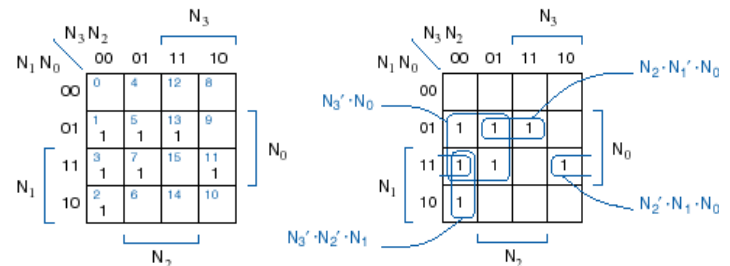 N3
N3 N2
N1 N0
00 01 11 10
00 0 4 12 8
01 1 5 13 9
1 1 1
11 3 7 15 11
1 1 1
10 2 6 14 10
1
N1
N0
N2
N3
N3 N2
N1 N0
00 01 11 10
N2·N1′·N0
00
N3′·N0
01 1 1 1
11 1 1 1
10 1
N1
N0
N2′·N1·N0
N3′·N2′·N1
N2